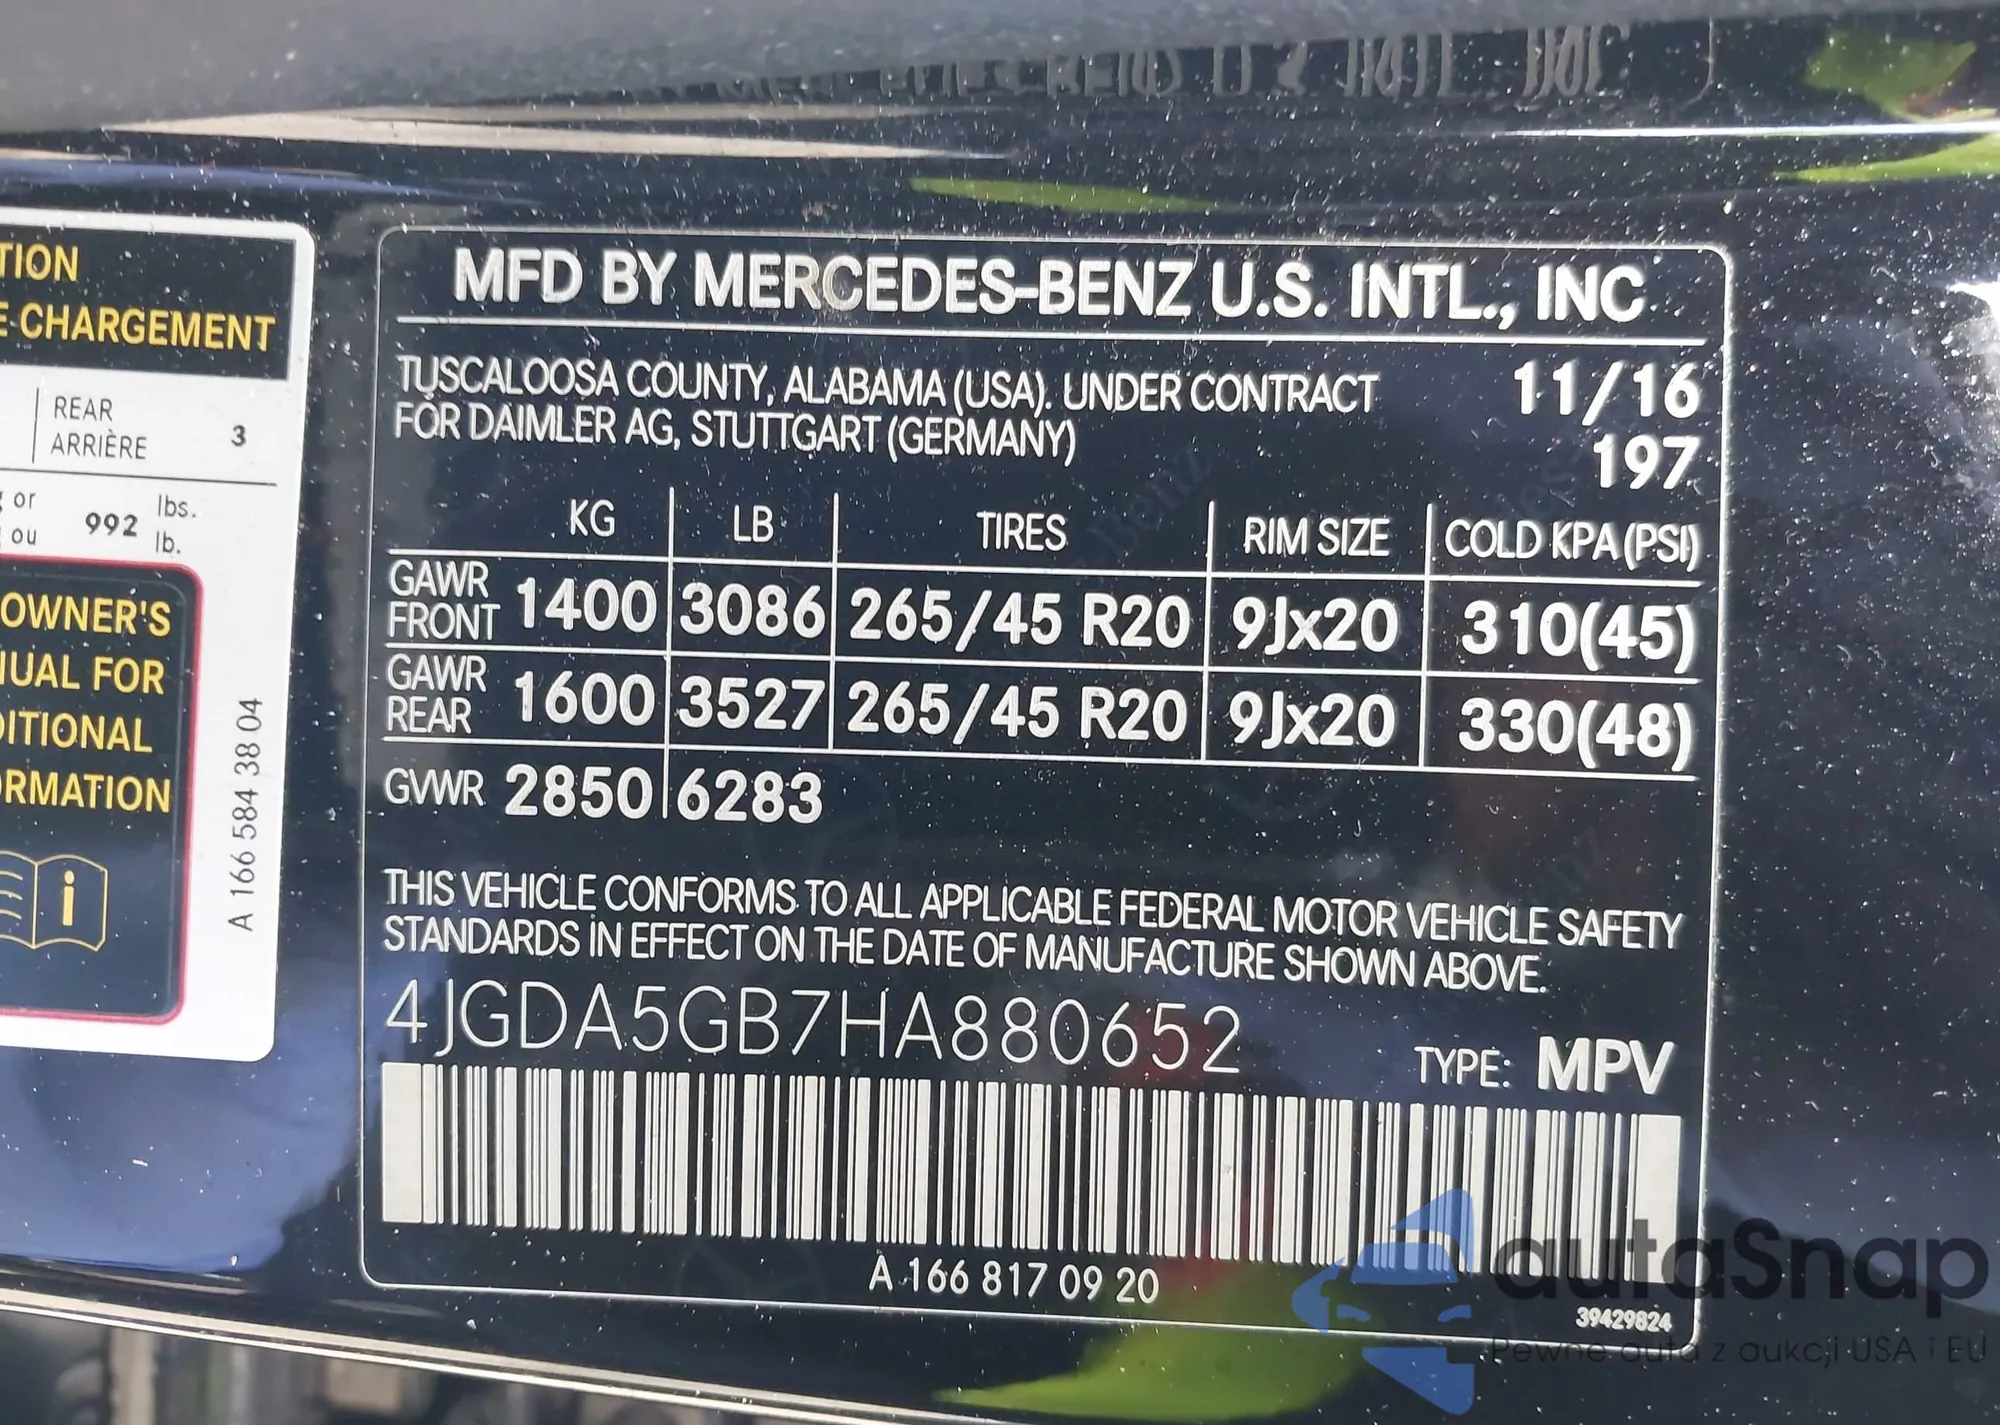 TION
E CHARGEMENT
REAR
ARRIÈRE 3
or
ou 992 lbs.
lb.
OWNER'S
UAL FOR
DITIONAL
ORMATION
i
A 166 584 38 04
MFD BY MERCEDES-BENZ U.S. INTL., INC
TUSCALOOSA COUNTY, ALABAMA (USA). UNDER CONTRACT 11/16
FOR DAIMLER AG, STUTTGART (GERMANY) 197
KG LB TIRES RIM SIZE COLD KPA (PSI)
GAWR FRONT 1400 3086 265/45 R20 9Jx20 310(45)
GAWR REAR 1600 3527 265/45 R20 9Jx20 330(48)
GVWR 2850 6283
THIS VEHICLE CONFORMS TO ALL APPLICABLE FEDERAL MOTOR VEHICLE SAFETY
STANDARDS IN EFFECT ON THE DATE OF MANUFACTURE SHOWN ABOVE.
4JGDA5GB7HA880652
TYPE: MPV
A 166 817 09 20
39429824
autaSnap
Pewne auta z aukcji USA i EU